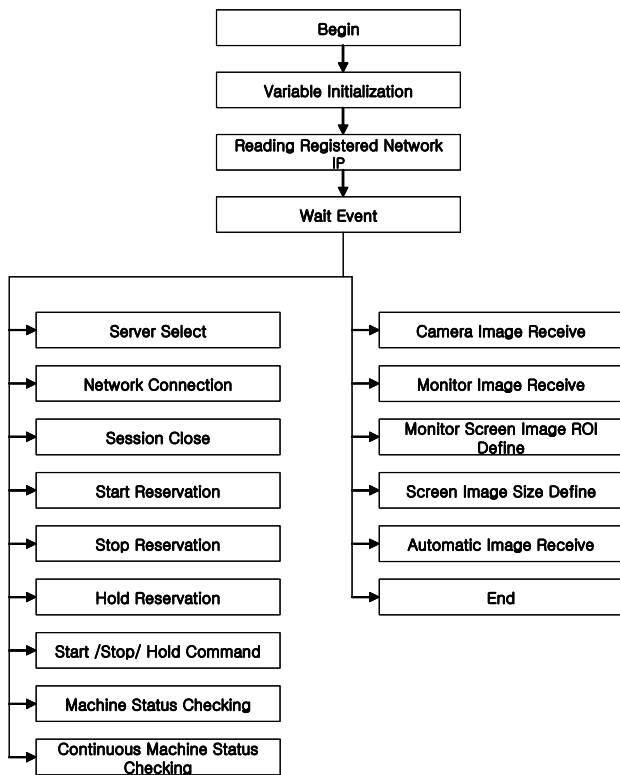 Begin
Variable Initialization
Reading Registered Network
IP
Wait Event
Server Select
Network Connection
Session Close
Start Reservation
Stop Reservation
Hold Reservation
Start /Stop/ Hold Command
Machine Status Checking
Continuous Machine Status
Checking
Camera Image Receive
Monitor Image Receive
Monitor Screen Image ROI
Define
Screen Image Size Define
Automatic Image Receive
End